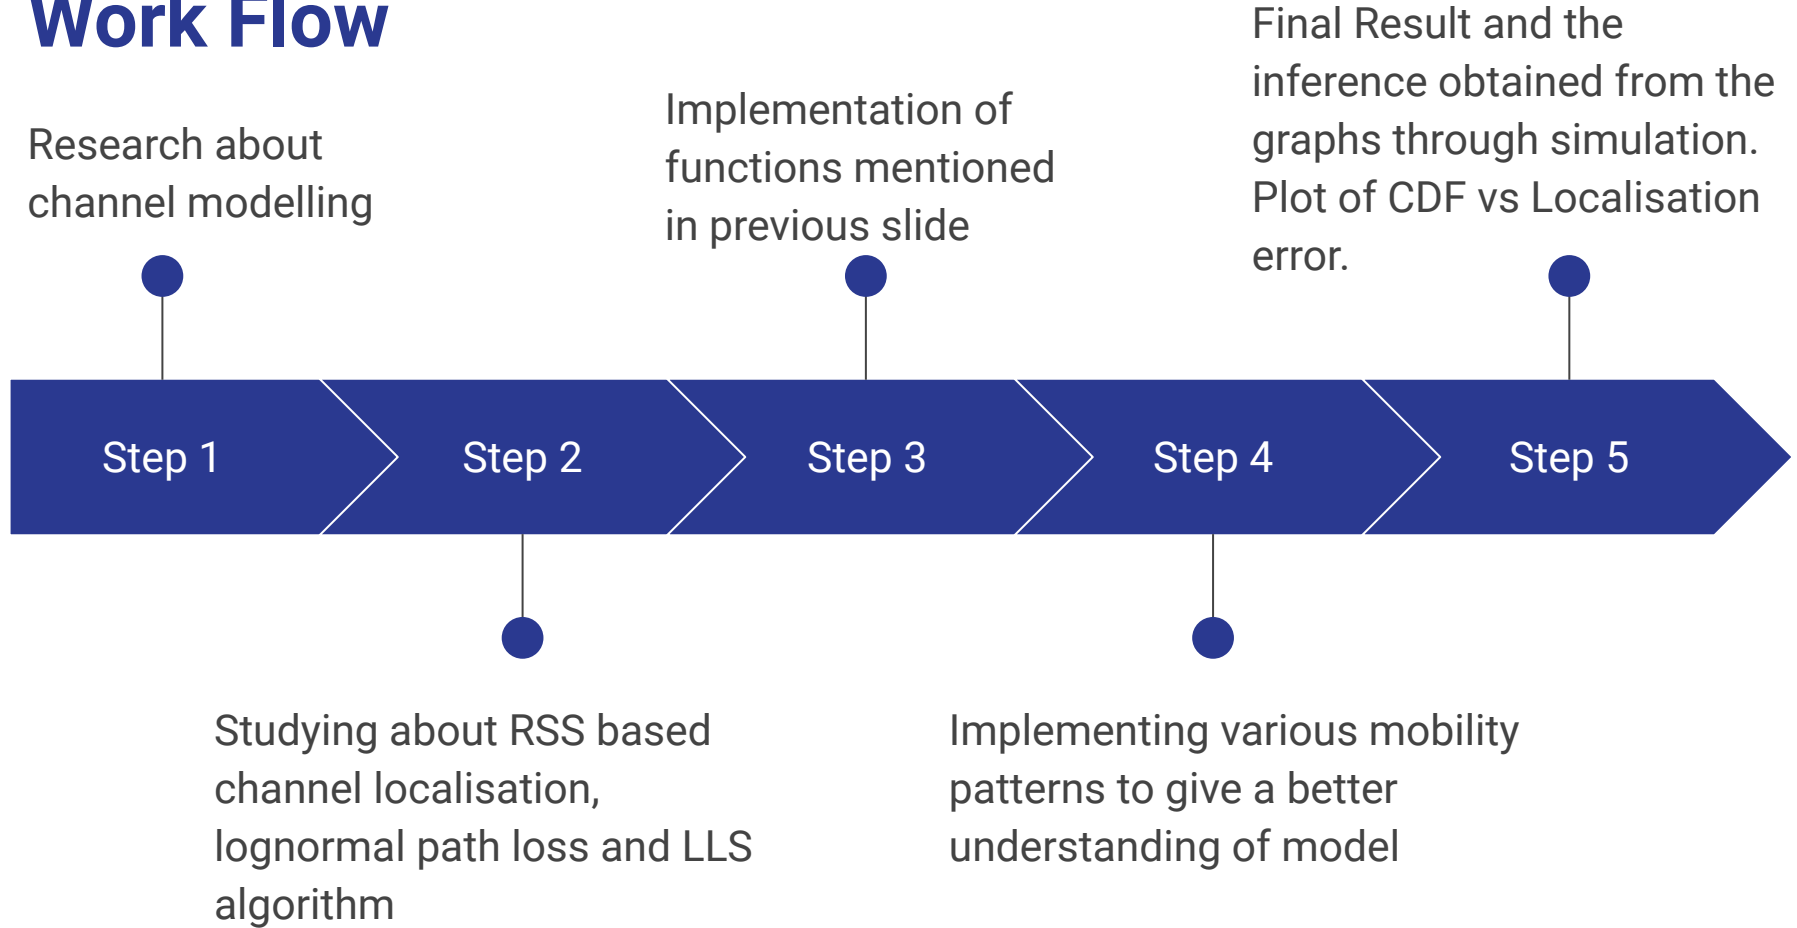 Work Flow
Research about
channel modelling
Implementation of
functions mentioned
in previous slide
Final Result and the
inference obtained from the
graphs through simulation.
Plot of CDF vs Localisation
error.
Step 1
Step 2
Step 3
Step 4
Step 5
Studying about RSS based
channel localisation,
lognormal path loss and LLS
algorithm
Implementing various mobility
patterns to give a better
understanding of model